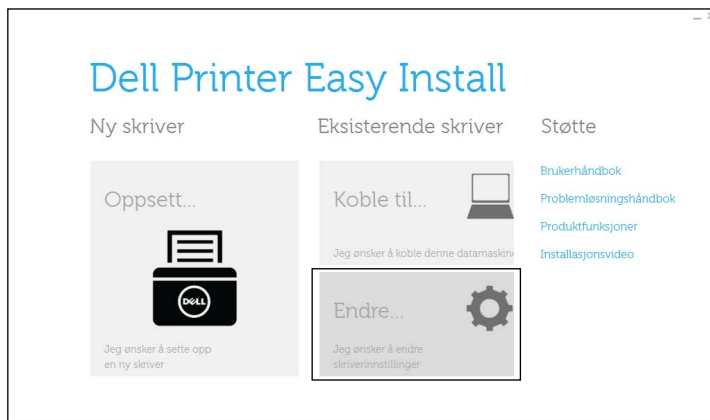 Dell Printer Easy Install
Ny skriver
Oppsett...
DELL
Jeg ønsker å sette opp
en ny skriver
Eksisterende skriver
Koble til...
Jeg ønsker å koble denne datamaskine
Endre...
Jeg ønsker å endre
skriverinnstillinger
Støtte
Brukerhåndbok
Problemløsningshåndbok
Produktfunksjoner
Installasjonsvideo